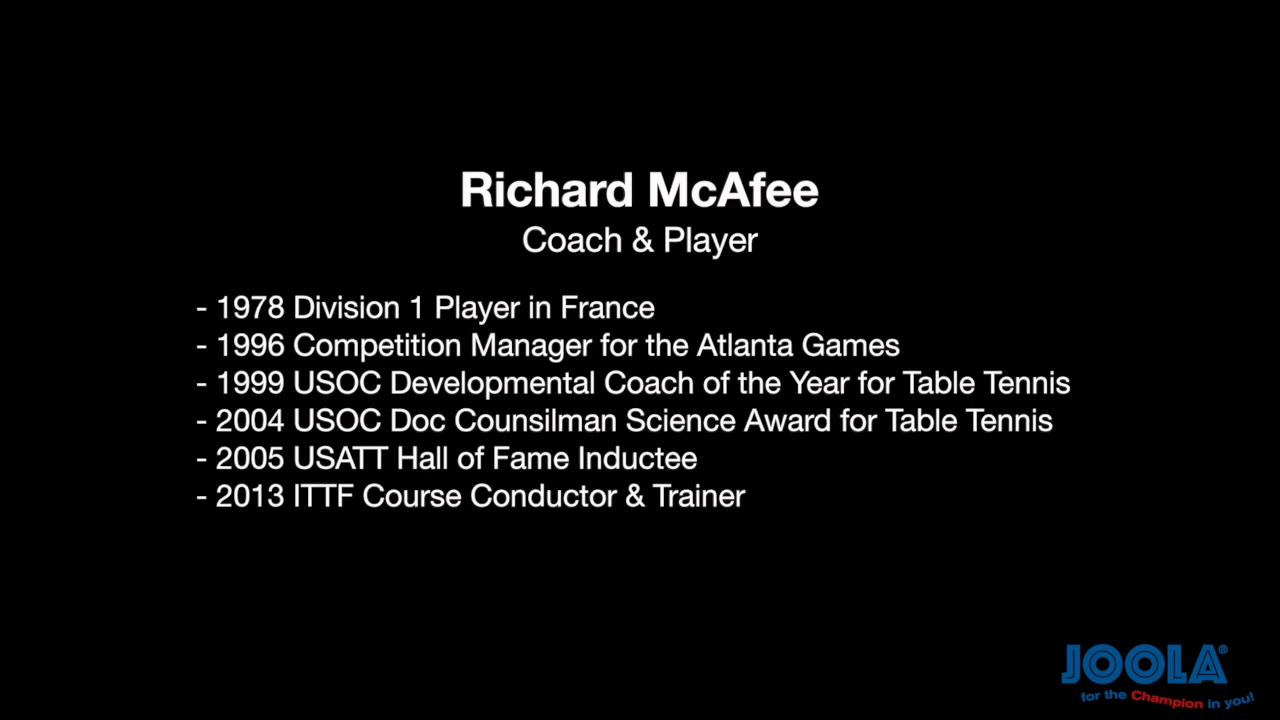 Richard McAfee
Coach & Player
- 1978 Division 1 Player in France
- 1996 Competition Manager for the Atlanta Games
- 1999 USOC Developmental Coach of the Year for Table Tennis
- 2004 USOC Doc Counsilman Science Award for Table Tennis
- 2005 USATT Hall of Fame Inductee
- 2013 ITTF Course Conductor & Trainer
JOOLA®
for the Champion in you!